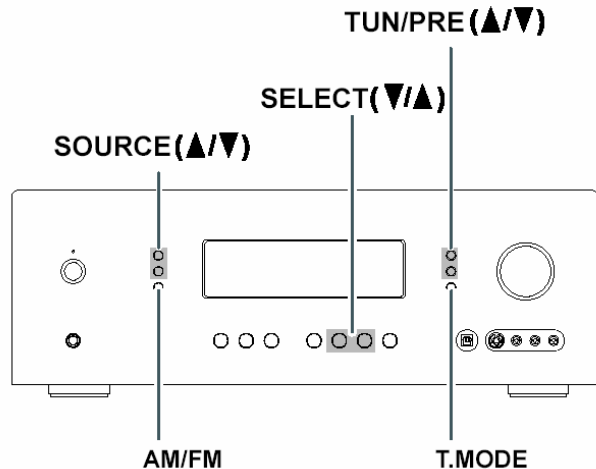 TUN/PRE(▲/▼)
SELECT(▼/▲)
SOURCE(▲/▼)
AM/FM
T.MODE